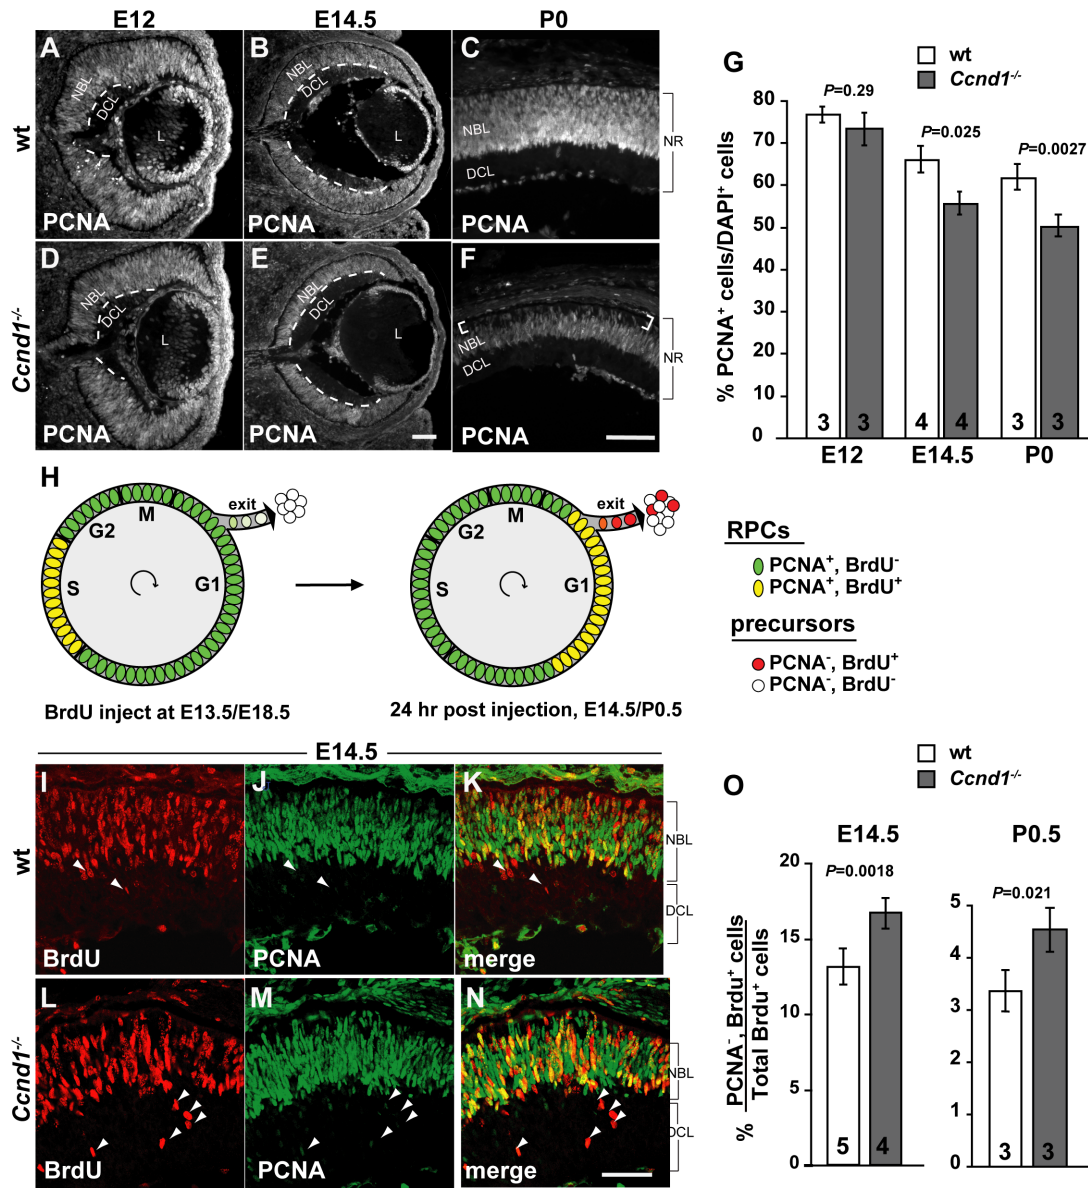 E12
E14.5
P0
wt
A
NBL
DCL
L
PCNA
B
NBL
DCL
L
PCNA
C
NBL
DCL
NR
PCNA
Ccnd1-/-
D
NBL
DCL
L
PCNA
E
NBL
DCL
L
PCNA
F
NBL
DCL
NR
PCNA
G
wt
Ccnd1-/-
% PCNA+ cells/DAPI+ cells
80
70
60
50
40
30
20
10
0
P=0.29
P=0.025
P=0.0027
3
3
4
4
3
3
E12
E14.5
P0
H
exit
M
G2
S
G1
exit
M
G2
S
G1
BrdU inject at E13.5/E18.5
24 hr post injection, E14.5/P0.5
RPCs
PCNA+, BrdU-
PCNA+, BrdU+
precursors
PCNA-, BrdU+
PCNA-, BrdU-
E14.5
wt
I
BrdU
J
PCNA
K
merge
NBL
DCL
Ccnd1-/-
L
BrdU
M
PCNA
N
merge
NBL
DCL
O
wt
Ccnd1-/-
E14.5
P0.5
% PCNA-, Brdu+ cells
Total Brdu+ cells
20
15
10
5
0
P=0.0018
5
4
5
4
3
2
1
0
P=0.021
3
3